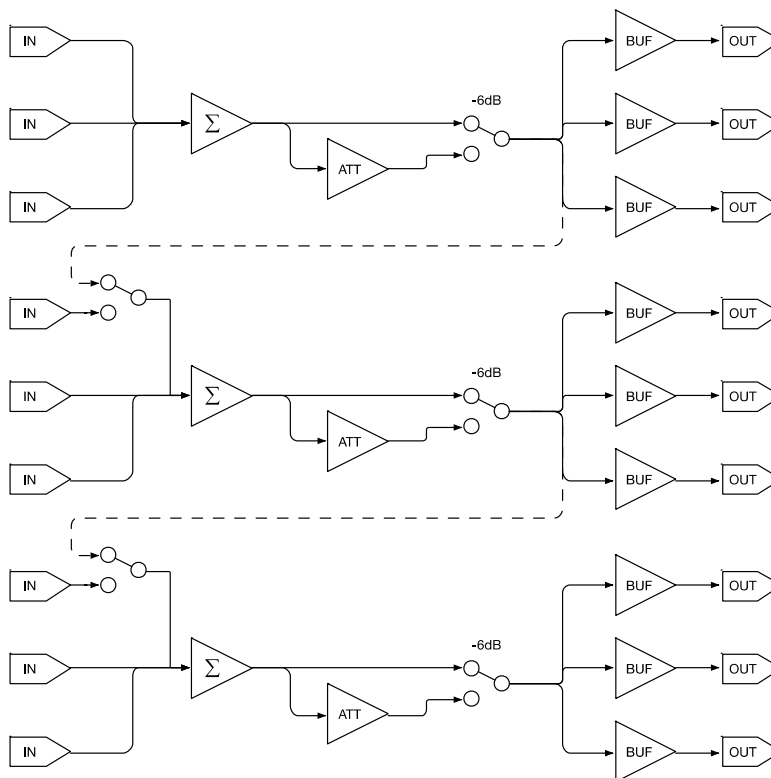 IN
BUF
OUT
-6dB
IN
Σ
BUF
OUT
ATT
IN
BUF
OUT
IN
BUF
OUT
-6dB
IN
Σ
BUF
OUT
ATT
IN
BUF
OUT
IN
BUF
OUT
-6dB
IN
Σ
BUF
OUT
ATT
IN
BUF
OUT